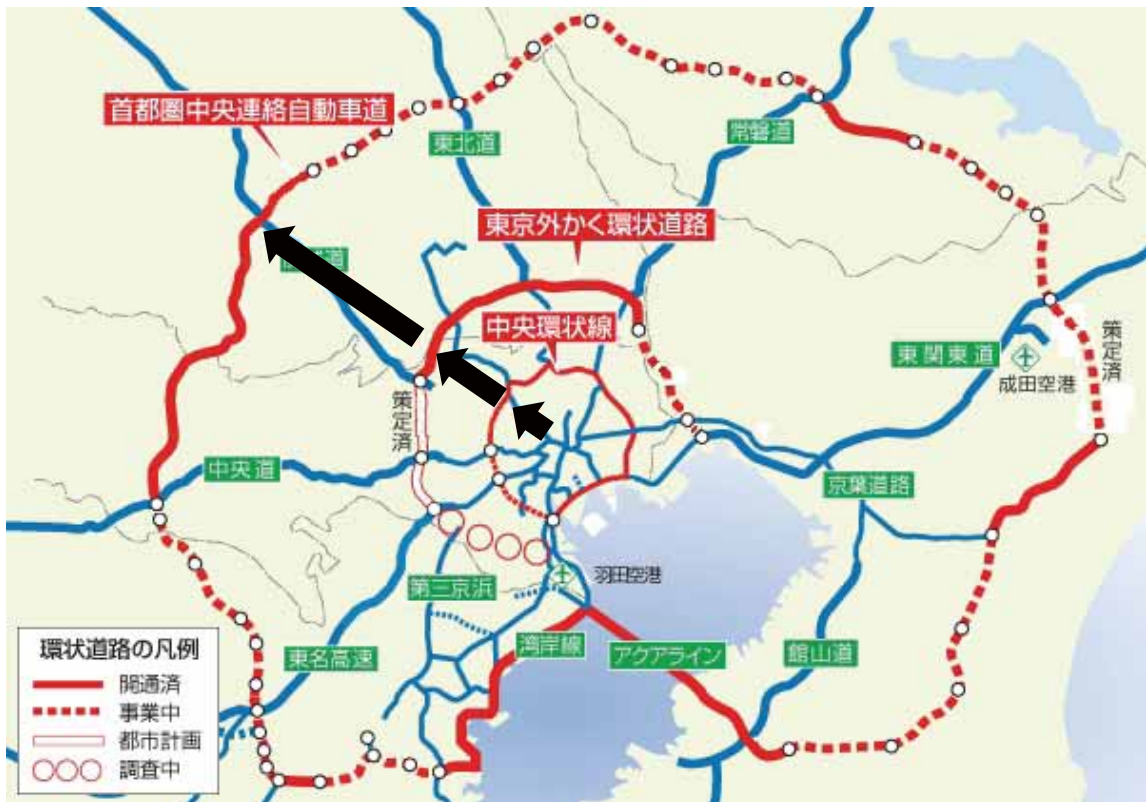 首都圏中央連絡自動車道
東北道
常磐道
東京外かく環状道路
中央環状線
東関東道
成田空港
策定済
策定済
中央道
京葉道路
羽田空港
第三京浜
東名高速
湾岸線
アクアライン
館山道
環状道路の凡例
開通済
事業中
都市計画
調査中